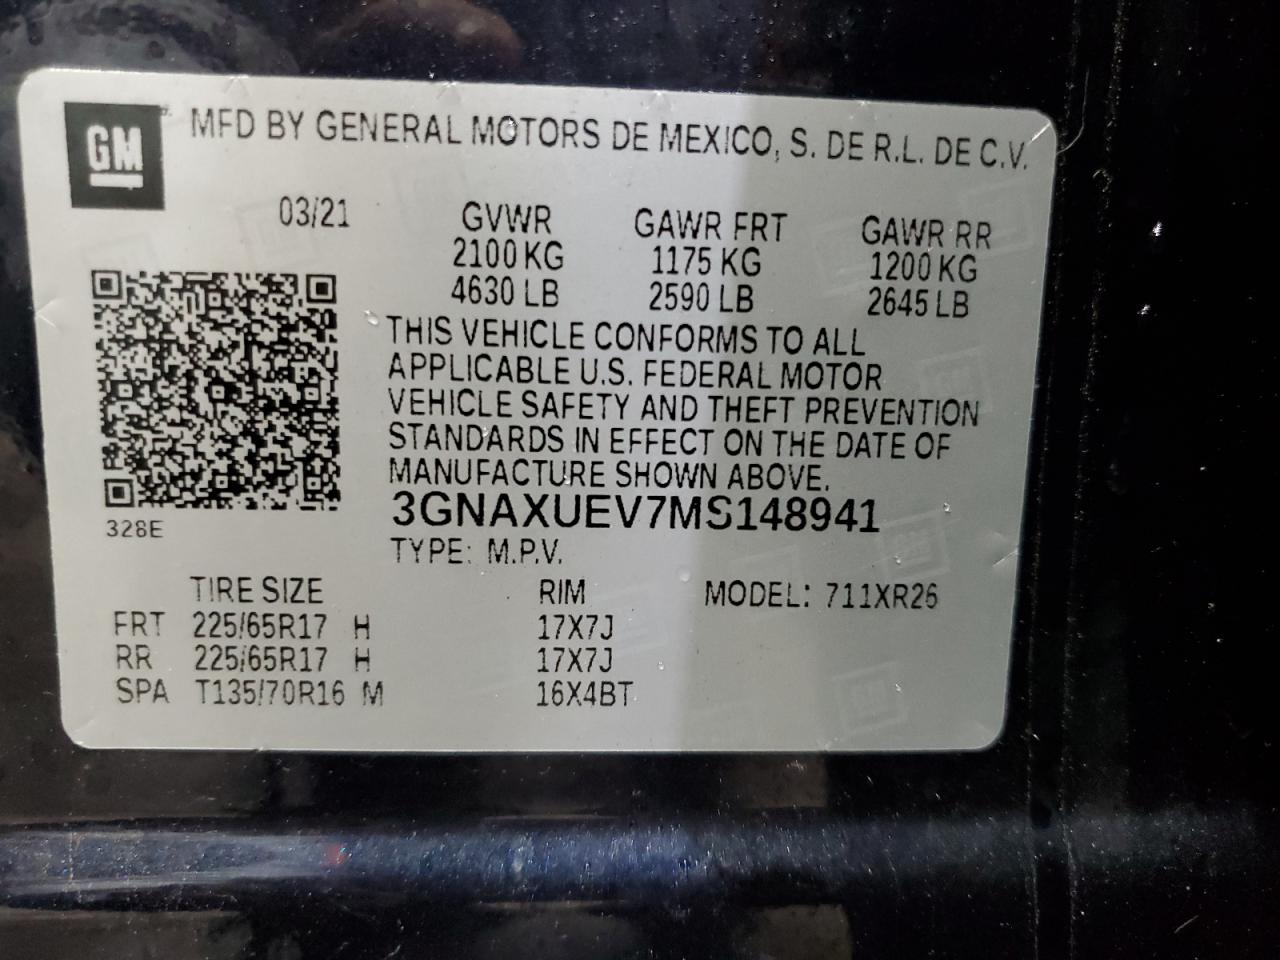 GM
MFD BY GENERAL MOTORS DE MEXICO, S. DE R.L. DE C.V.
03/21 GVWR GAWR FRT GAWR RR
2100 KG 1175 KG 1200 KG
4630 LB 2590 LB 2645 LB
THIS VEHICLE CONFORMS TO ALL
APPLICABLE U.S. FEDERAL MOTOR
VEHICLE SAFETY AND THEFT PREVENTION
STANDARDS IN EFFECT ON THE DATE OF
MANUFACTURE SHOWN ABOVE.
3GNAXUEV7MS148941
328E
TYPE: M.P.V.
TIRE SIZE RIM MODEL: 711XR26
FRT 225/65R17 H 17X7J
RR 225/65R17 H 17X7J
SPA T135/70R16 M 16X4BT